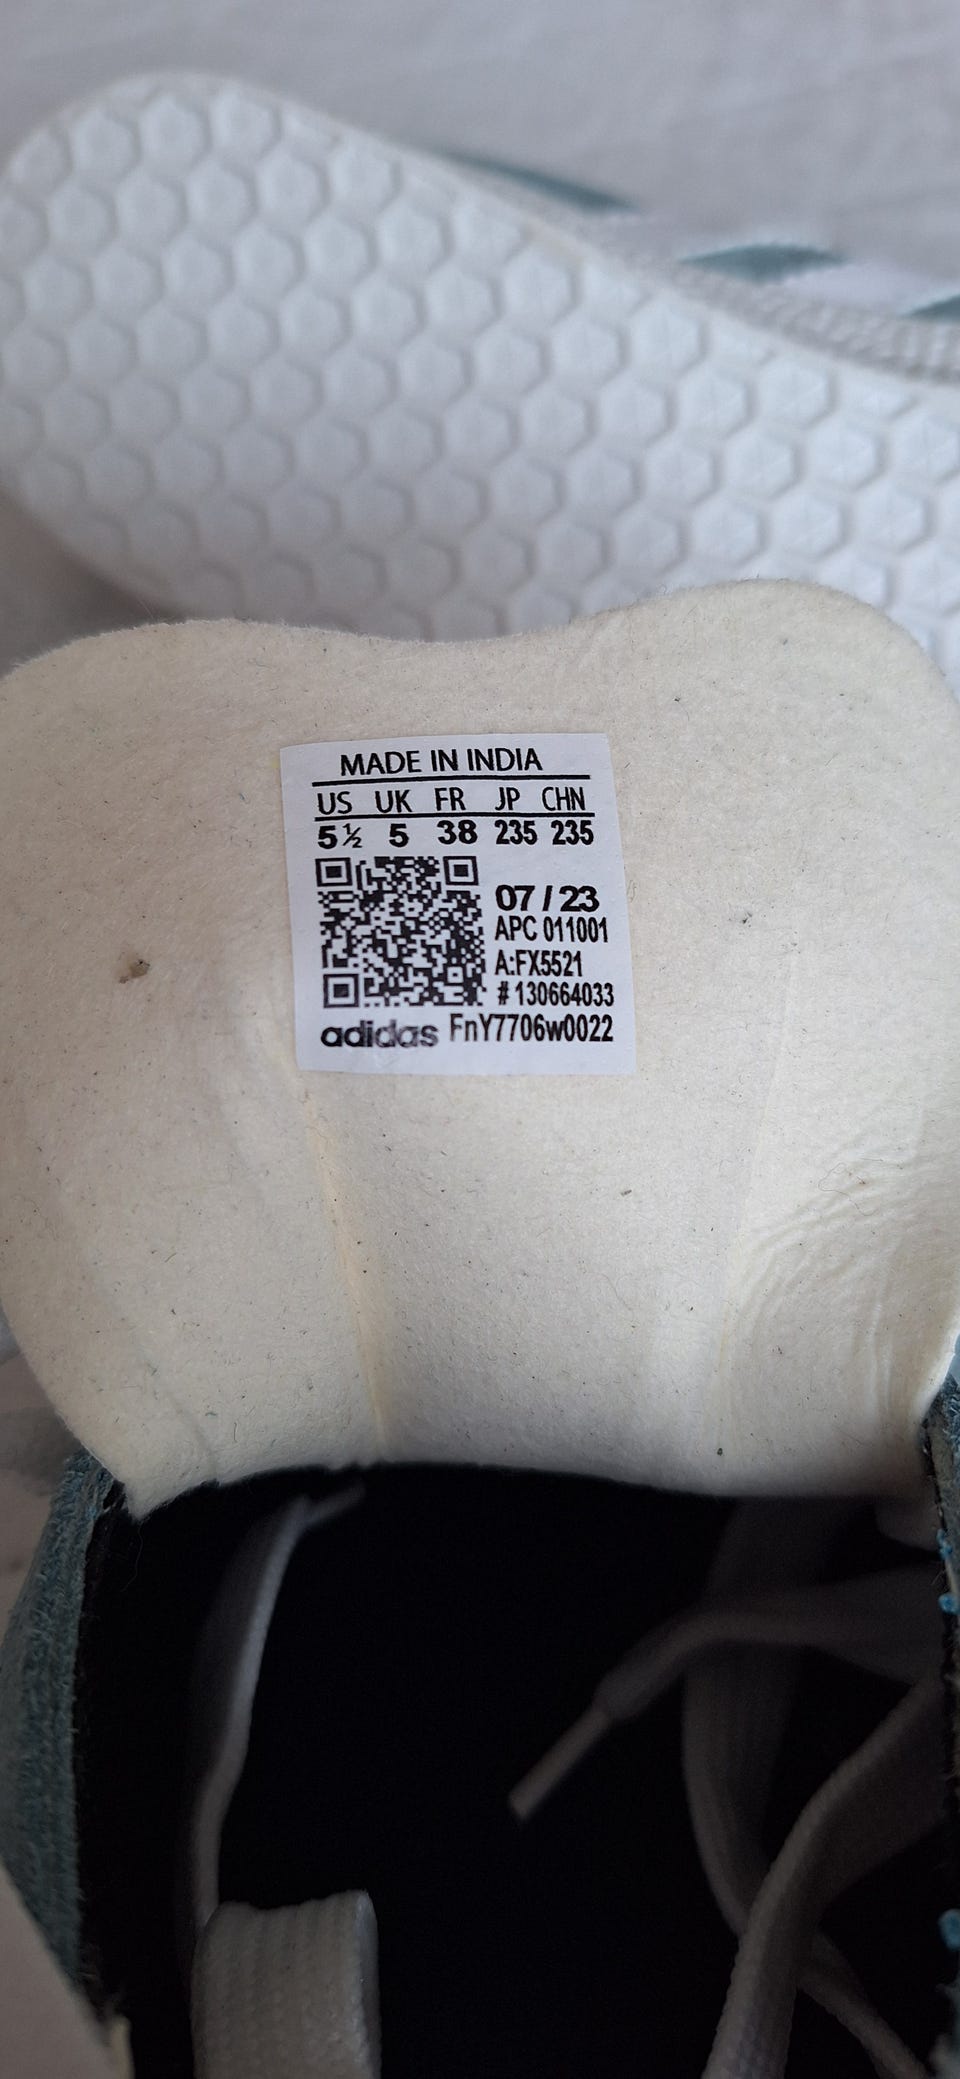 MADE IN INDIA
US UK FR JP CHN
5½ 5 38 235 235
07 / 23
APC 011001
A:FX5521
# 130664033
adidas FnY7706w0022